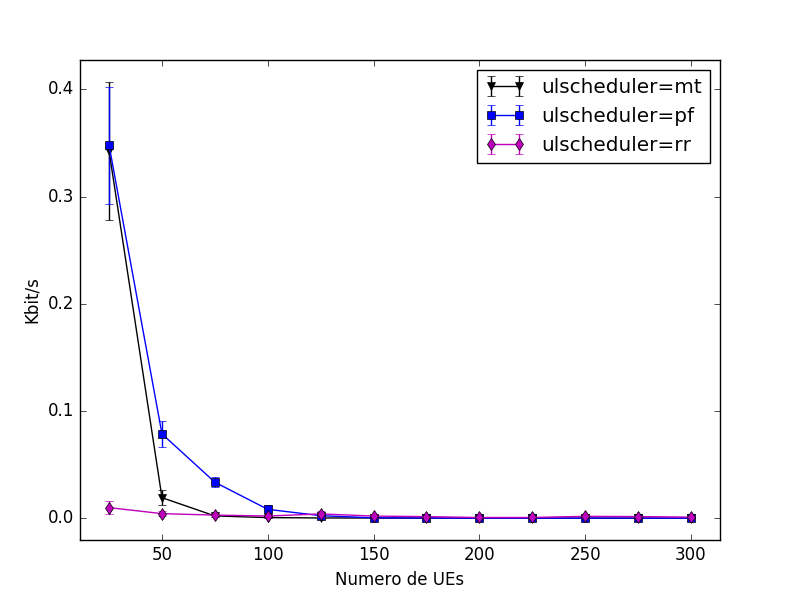 ulscheduler=mt
ulscheduler=pf
ulscheduler=rr
0.4
0.3
0.2
0.1
0.0
Kbit/s
50 100 150 200 250 300
Numero de UEs